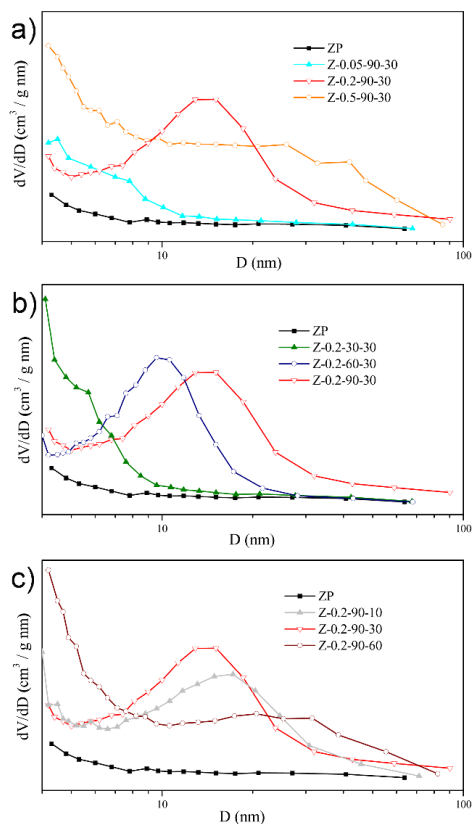 a)
ZP
Z-0.05-90-30
Z-0.2-90-30
Z-0.5-90-30
dV/dD (cm³ / g nm)
10
100
D (nm)
b)
ZP
Z-0.2-30-30
Z-0.2-60-30
Z-0.2-90-30
dV/dD (cm³ / g nm)
10
100
D (nm)
c)
ZP
Z-0.2-90-10
Z-0.2-90-30
Z-0.2-90-60
dV/dD (cm³ / g nm)
10
100
D (nm)